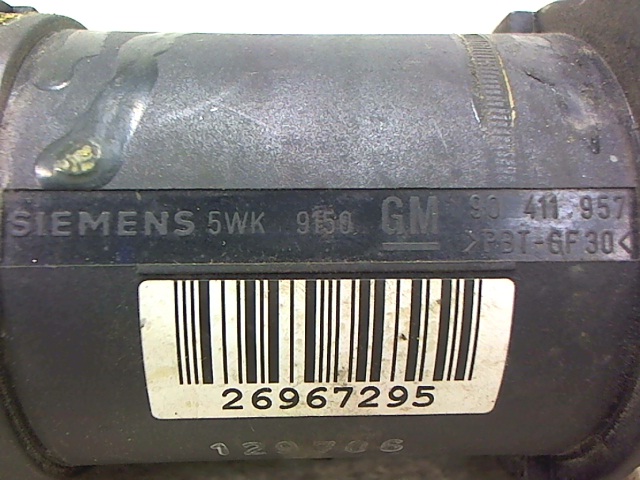 SIEMENS 5WK 9150 GM 90 411 957
>PBT-GF30<
26967295
129706